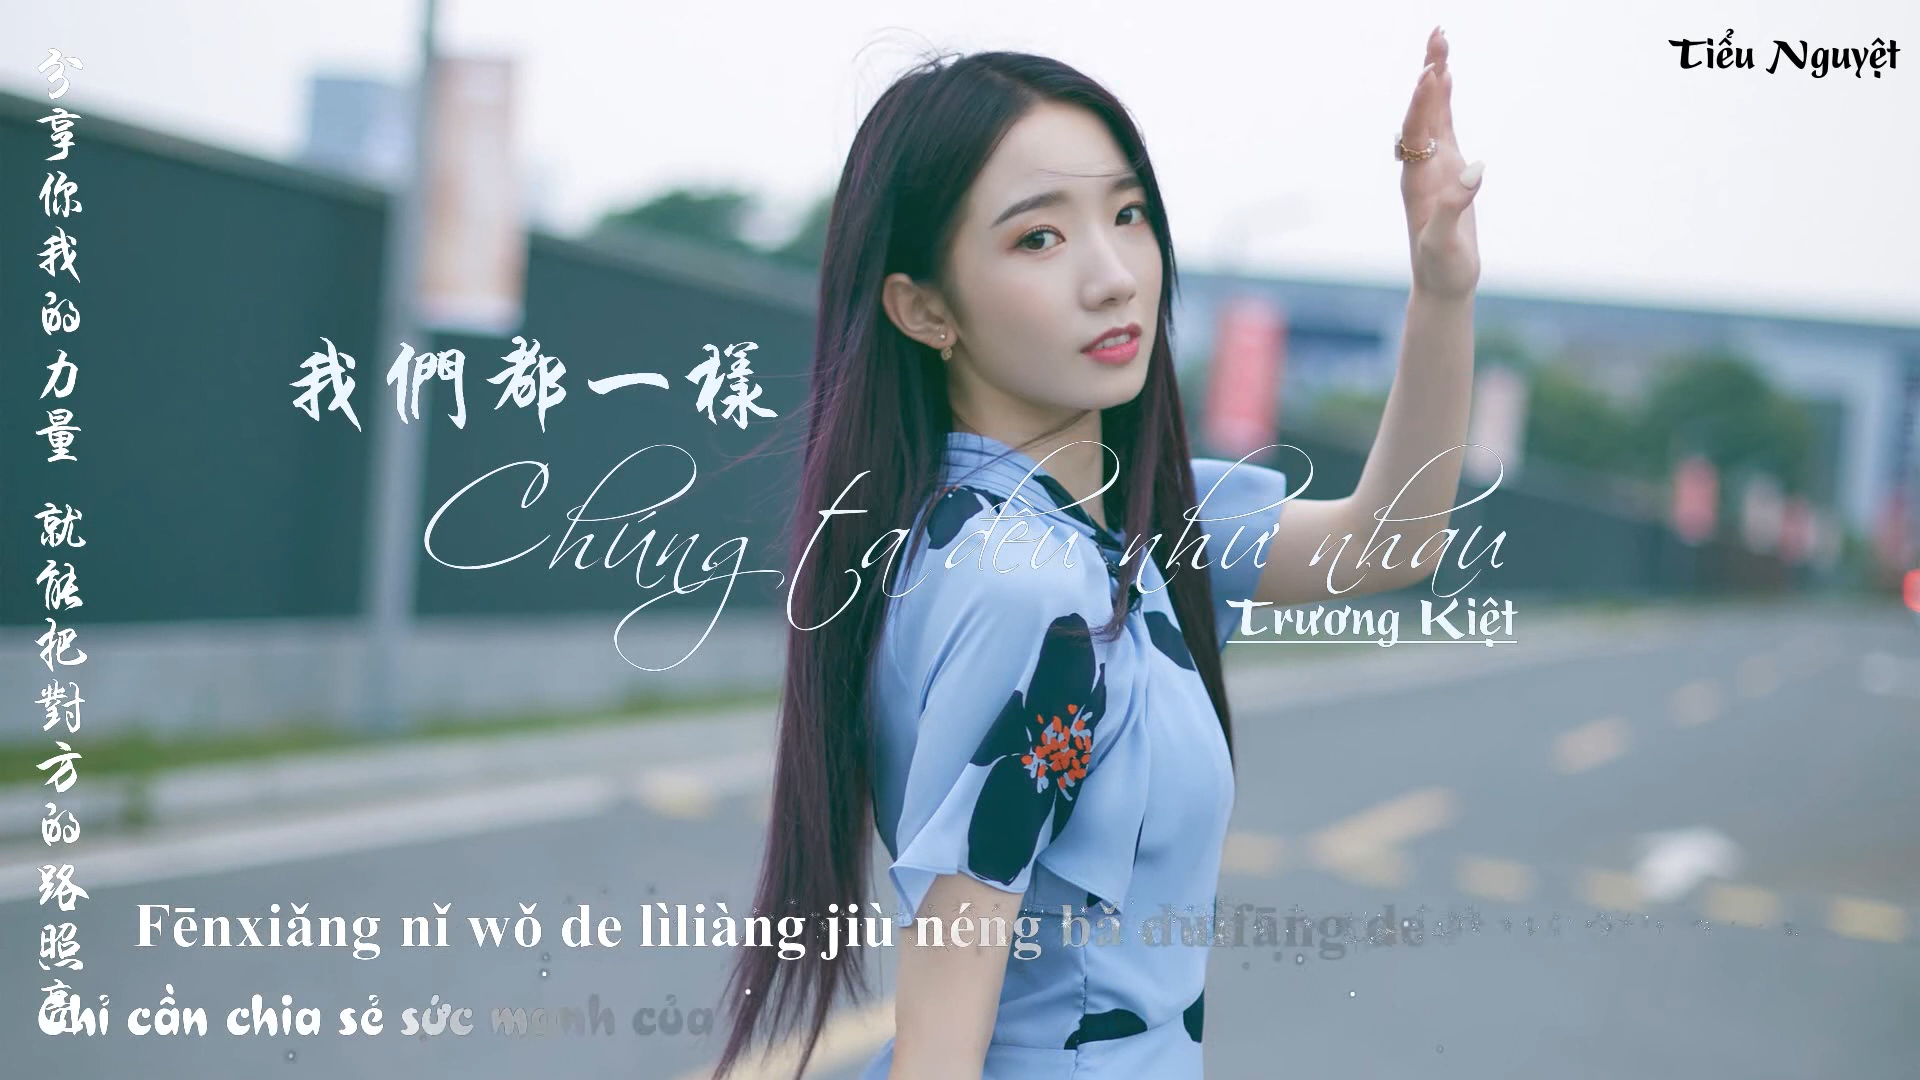 Tiểu Nguyệt
分享你我的力量 就能把對方的路照亮
我們都一樣
Chúng ta đều như nhau
Trương Kiệt
Fēnxiǎng nǐ wǒ de lìliàng jiù néng bǎ duìfāng de
Chỉ cần chia sẻ sức mạnh của